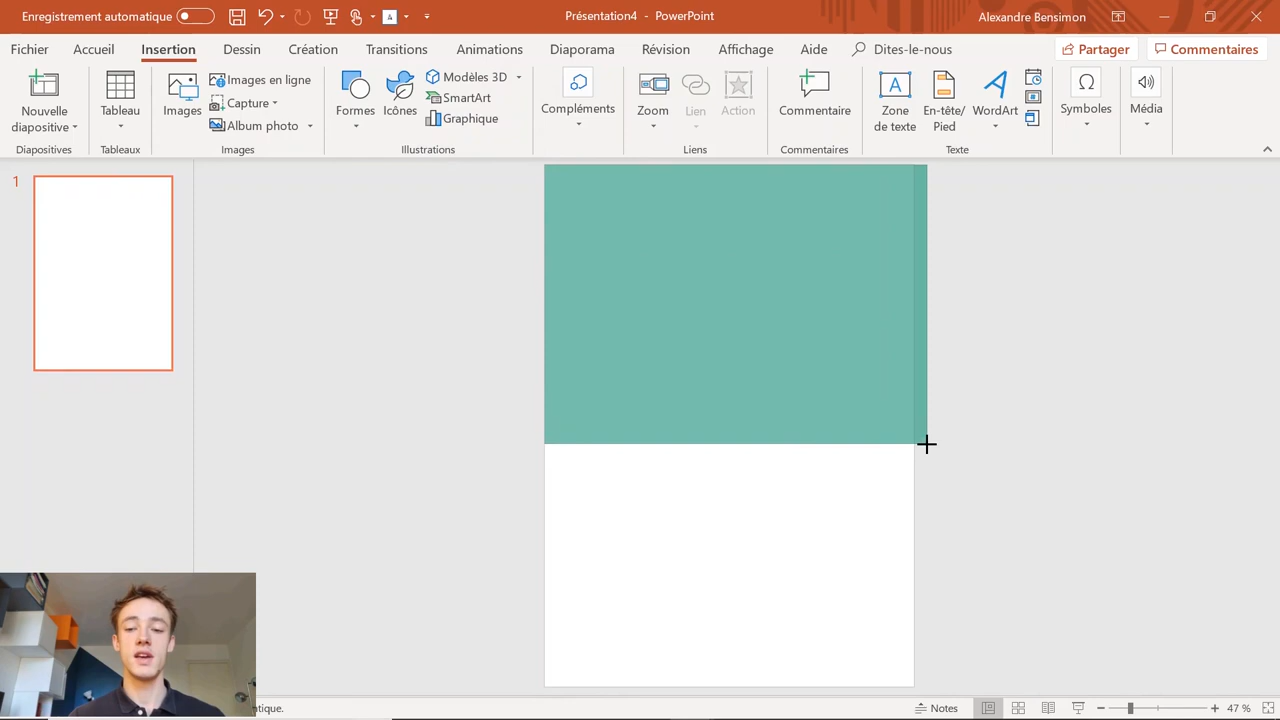 Enregistrement automatique
Présentation4 - PowerPoint
Alexandre Bensimon
Fichier Accueil Insertion Dessin Création Transitions Animations Diaporama Révision Affichage Aide Dites-le-nous Partager Commentaires
Nouvelle diapositive
Tableau
Images
Images en ligne
Capture
Album photo
Formes
Icônes
Modèles 3D
SmartArt
Graphique
Compléments
Zoom
Lien
Action
Commentaire
Zone de texte
En-tête/ Pied
WordArt
Symboles
Média
Diapositives Tableaux Images Illustrations Liens Commentaires Texte
1
ntique.
Notes
47 %